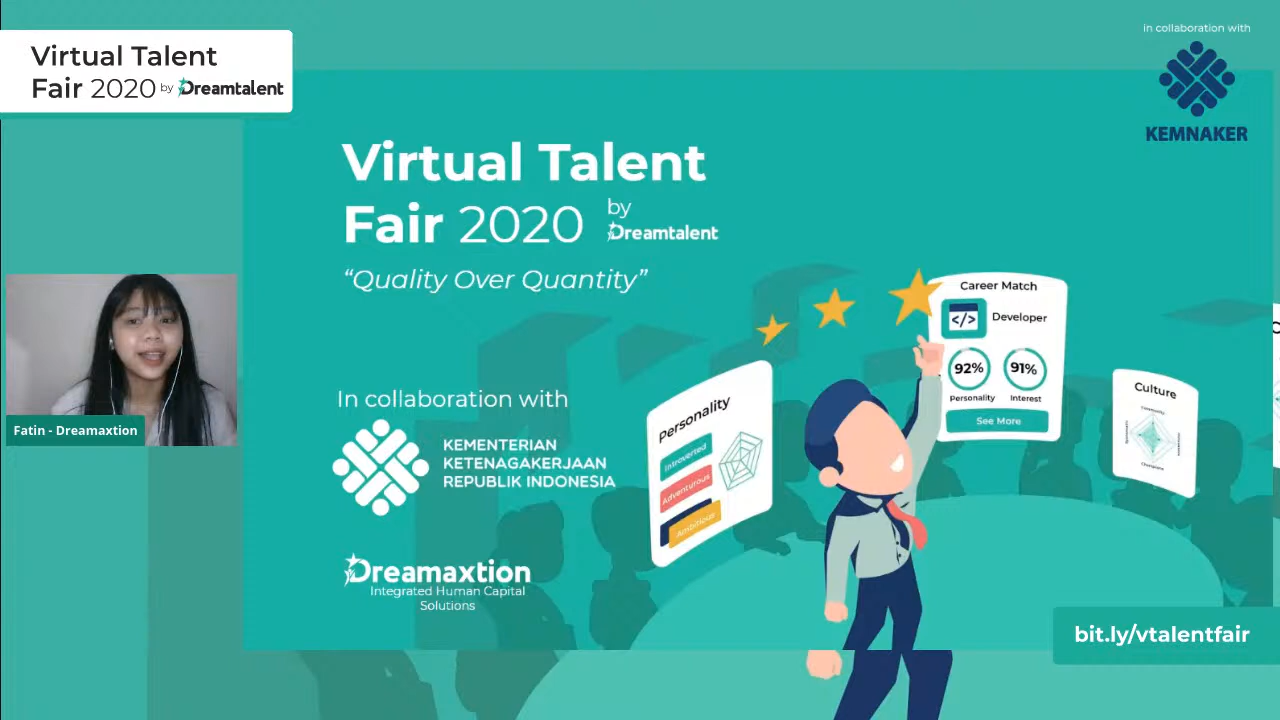 Virtual Talent
Fair 2020 by Dreamtalent
in collaboration with
KEMNAKER
Virtual Talent
Fair 2020 by
Dreamtalent
“Quality Over Quantity”
In collaboration with
KEMENTERIAN
KETENAGAKERJAAN
REPUBLIK INDONESIA
Dreamaxtion
Integrated Human Capital
Solutions
Personality
Introverted
Adventurous
Ambitious
Career Match
</>
Developer
92%
91%
Personality
Interest
See More
Culture
Fatin - Dreamaxtion
bit.ly/vtalentfair